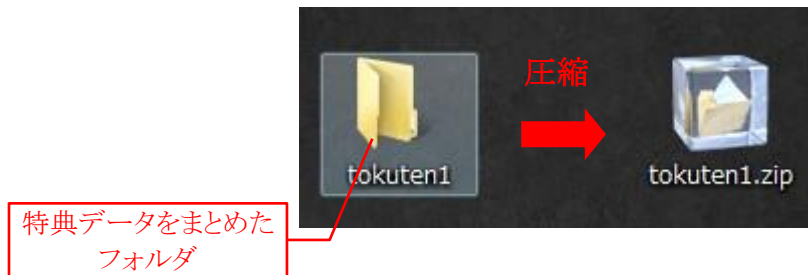 圧縮
tokuten1
tokuten1.zip
特典データをまとめた
フォルダ